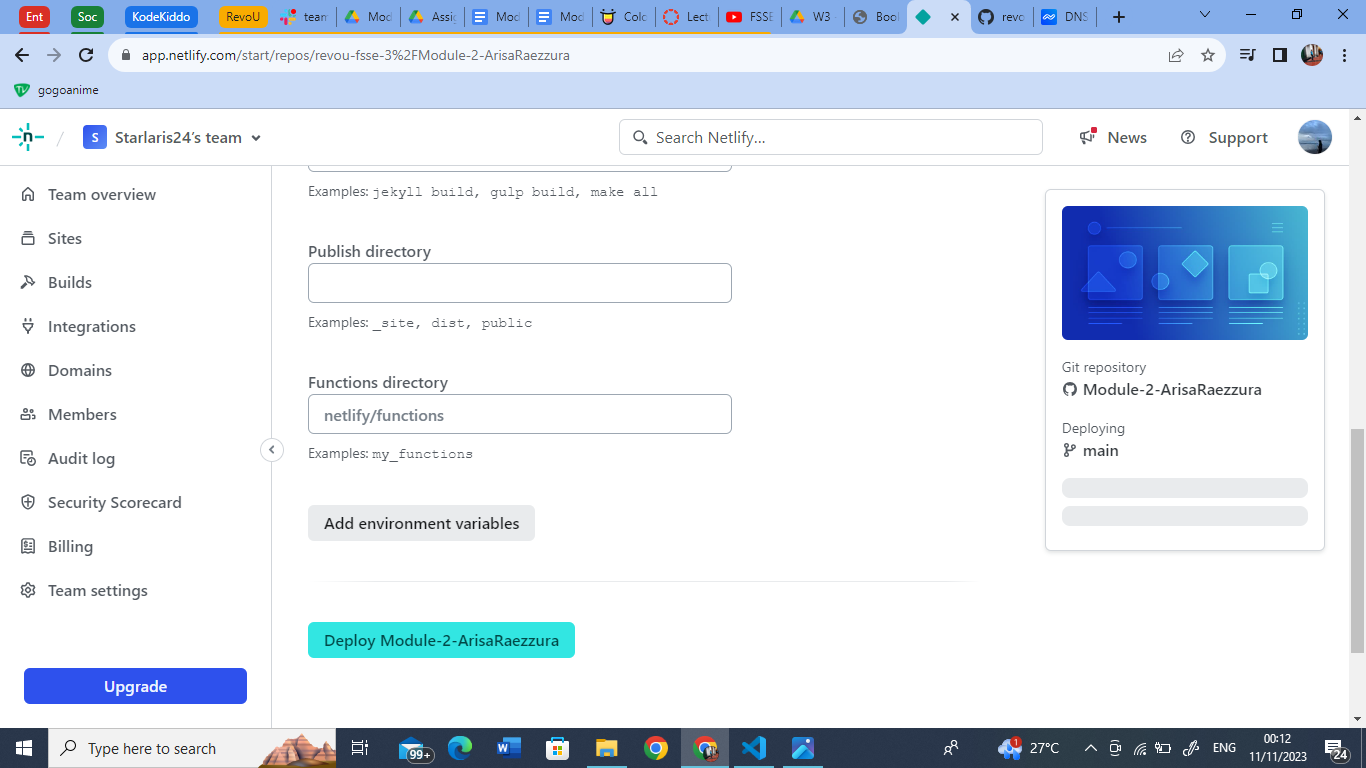 Ent
Soc
KodeKiddo
RevoU
team
Mod
Assi
Mod
Mod
Colo
Lect
FSSE
W3
Bool
revo
DNS
app.netlify.com/start/repos/revou-fsse-3%2FModule-2-ArisaRaezzura
gogoanime
n / S Starlaris24's team
Search Netlify...
News
Support
Team overview
Sites
Builds
Integrations
Domains
Members
Audit log
Security Scorecard
Billing
Team settings
Upgrade
Examples: jekyll build, gulp build, make all
Publish directory
Examples: _site, dist, public
Functions directory
netlify/functions
Examples: my_functions
Add environment variables
Deploy Module-2-ArisaRaezzura
Git repository
Module-2-ArisaRaezzura
Deploying
main
Type here to search
99+
1
27°C
ENG
00:12
11/11/2023
24